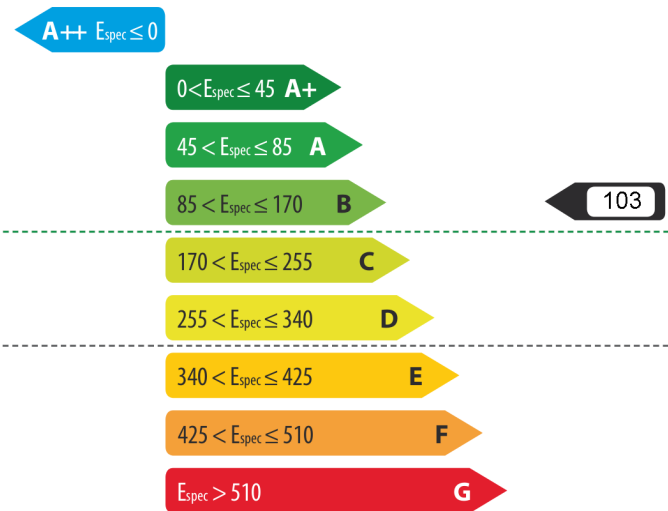 A++ Espec ≤ 0
0<Espec ≤ 45 A+
45 < Espec ≤ 85 A
85 < Espec ≤ 170 B
103
170 < Espec ≤ 255 C
255 < Espec ≤ 340 D
340 < Espec ≤ 425 E
425 < Espec ≤ 510 F
Espec > 510 G